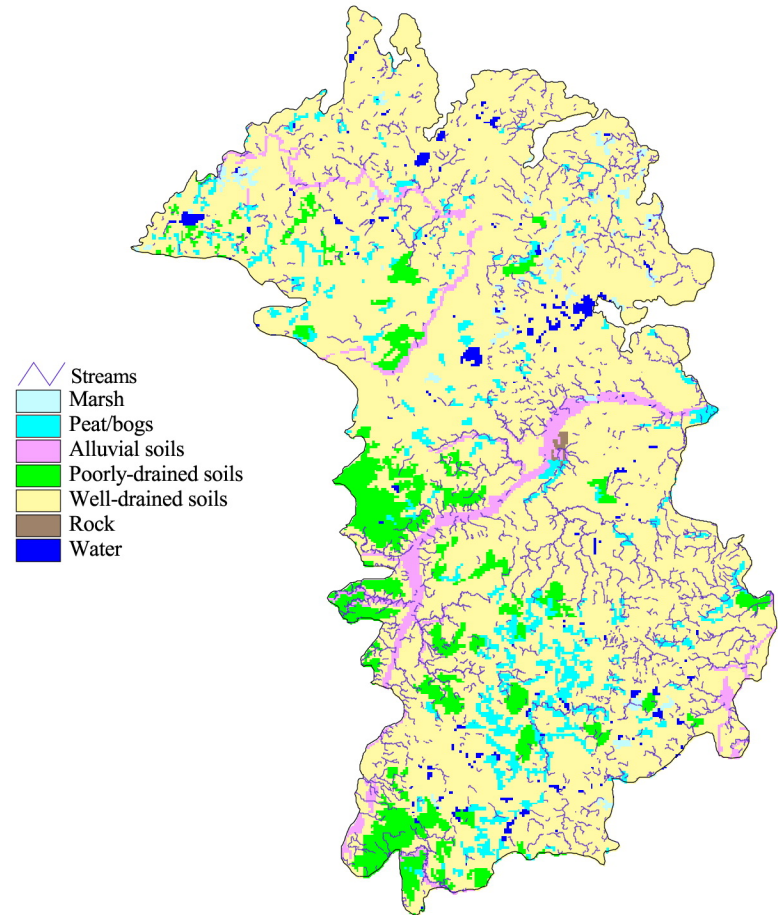 Streams
Marsh
Peat/bogs
Alluvial soils
Poorly-drained soils
Well-drained soils
Rock
Water